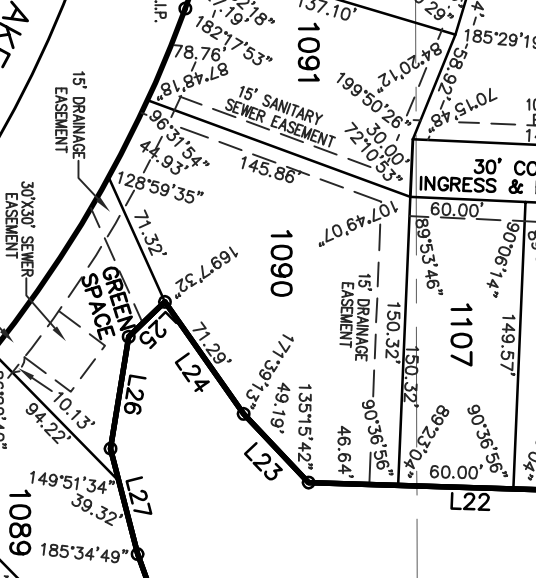 I.P.
182°17'53"
78.76'
87°48'18"
137.10'
1091
84°20'12"
58.92'
185°29'19
199°50'26"
70°15'48"
30.00'
72°10'53"
15' SANITARY
SEWER EASEMENT
15' DRAINAGE
EASEMENT
96°31'54"
44.93'
145.86'
128°59'35"
30' CO
INGRESS & 
60.00'
107°49'07"
89°53'46"
90°06'14"
71.32'
169°7'32"
1090
30'X30' SEWER
EASEMENT
GREEN
SPACE
L25
15' DRAINAGE
EASEMENT
150.32'
150.32'
1107
149.57'
71.29'
L24
171°39'13"
49.19'
135°15'42"
46.64'
90°36'56"
89°23'04"
90°36'56"
60.00'
L26
L23
L22
10.13'
94.22'
L27
149°51'34"
39.32'
1089
185°34'49"